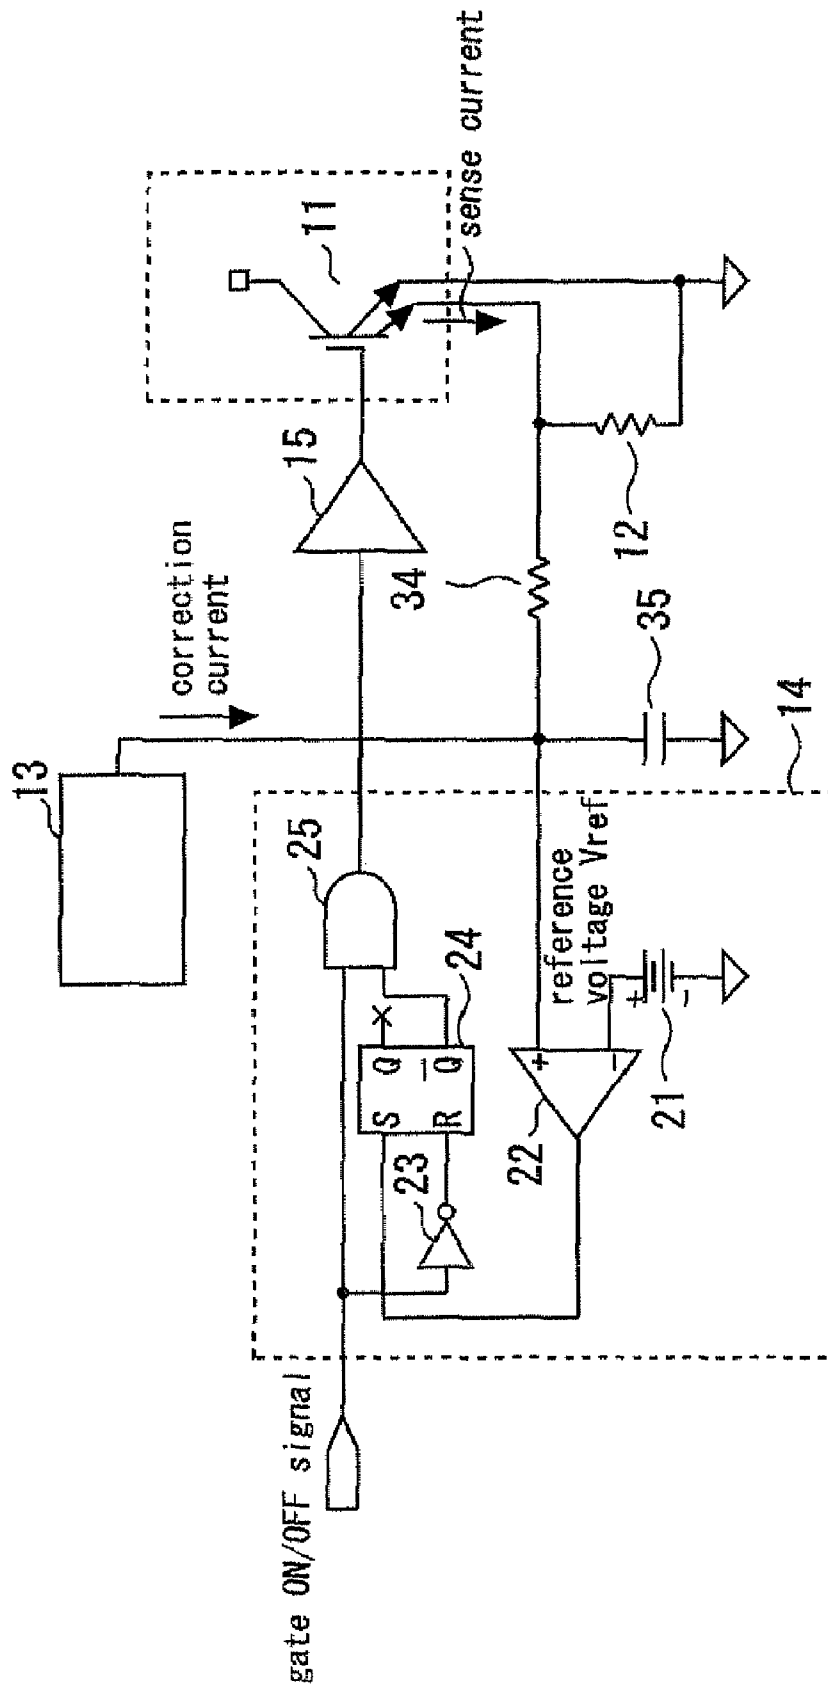 gate ON/OFF signal
13
correction
current
15
11
sense current
25
24
S
Q
R
Q
23
22
+
-
reference
voltage Vref
+
-
21
34
12
35
14